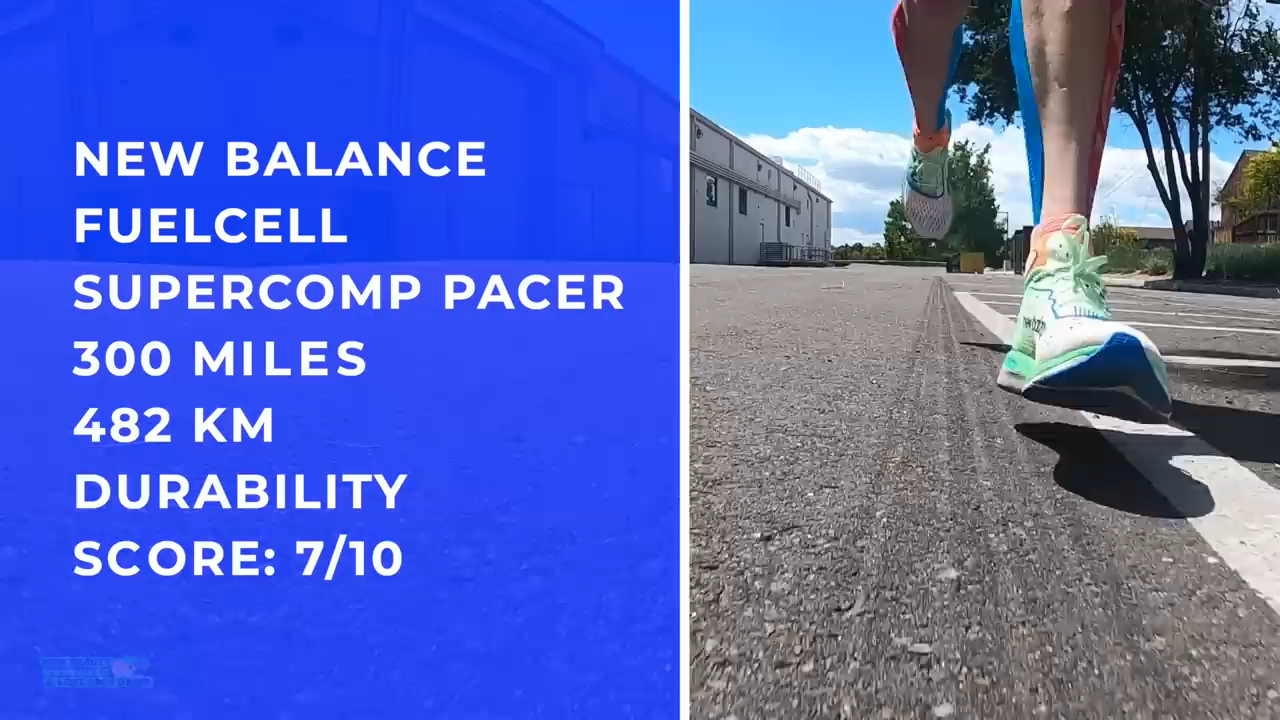 NEW BALANCE
FUELCELL
SUPERCOMP PACER
300 MILES
482 KM
DURABILITY
SCORE: 7/10